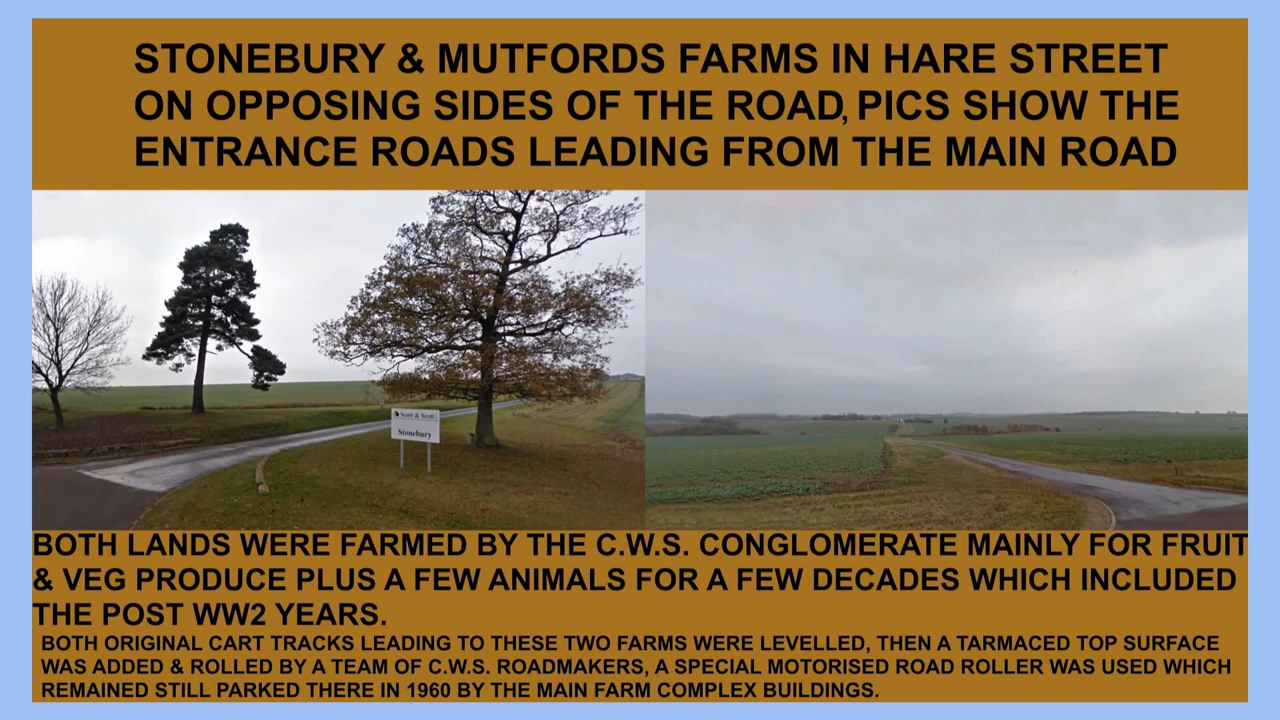 STONEBURY & MUTFORDS FARMS IN HARE STREET
ON OPPOSING SIDES OF THE ROAD, PICS SHOW THE
ENTRANCE ROADS LEADING FROM THE MAIN ROAD
Scott & Scott
Stonebury
BOTH LANDS WERE FARMED BY THE C.W.S. CONGLOMERATE MAINLY FOR FRUIT
& VEG PRODUCE PLUS A FEW ANIMALS FOR A FEW DECADES WHICH INCLUDED
THE POST WW2 YEARS.
BOTH ORIGINAL CART TRACKS LEADING TO THESE TWO FARMS WERE LEVELLED, THEN A TARMACED TOP SURFACE
WAS ADDED & ROLLED BY A TEAM OF C.W.S. ROADMAKERS, A SPECIAL MOTORISED ROAD ROLLER WAS USED WHICH
REMAINED STILL PARKED THERE IN 1960 BY THE MAIN FARM COMPLEX BUILDINGS.